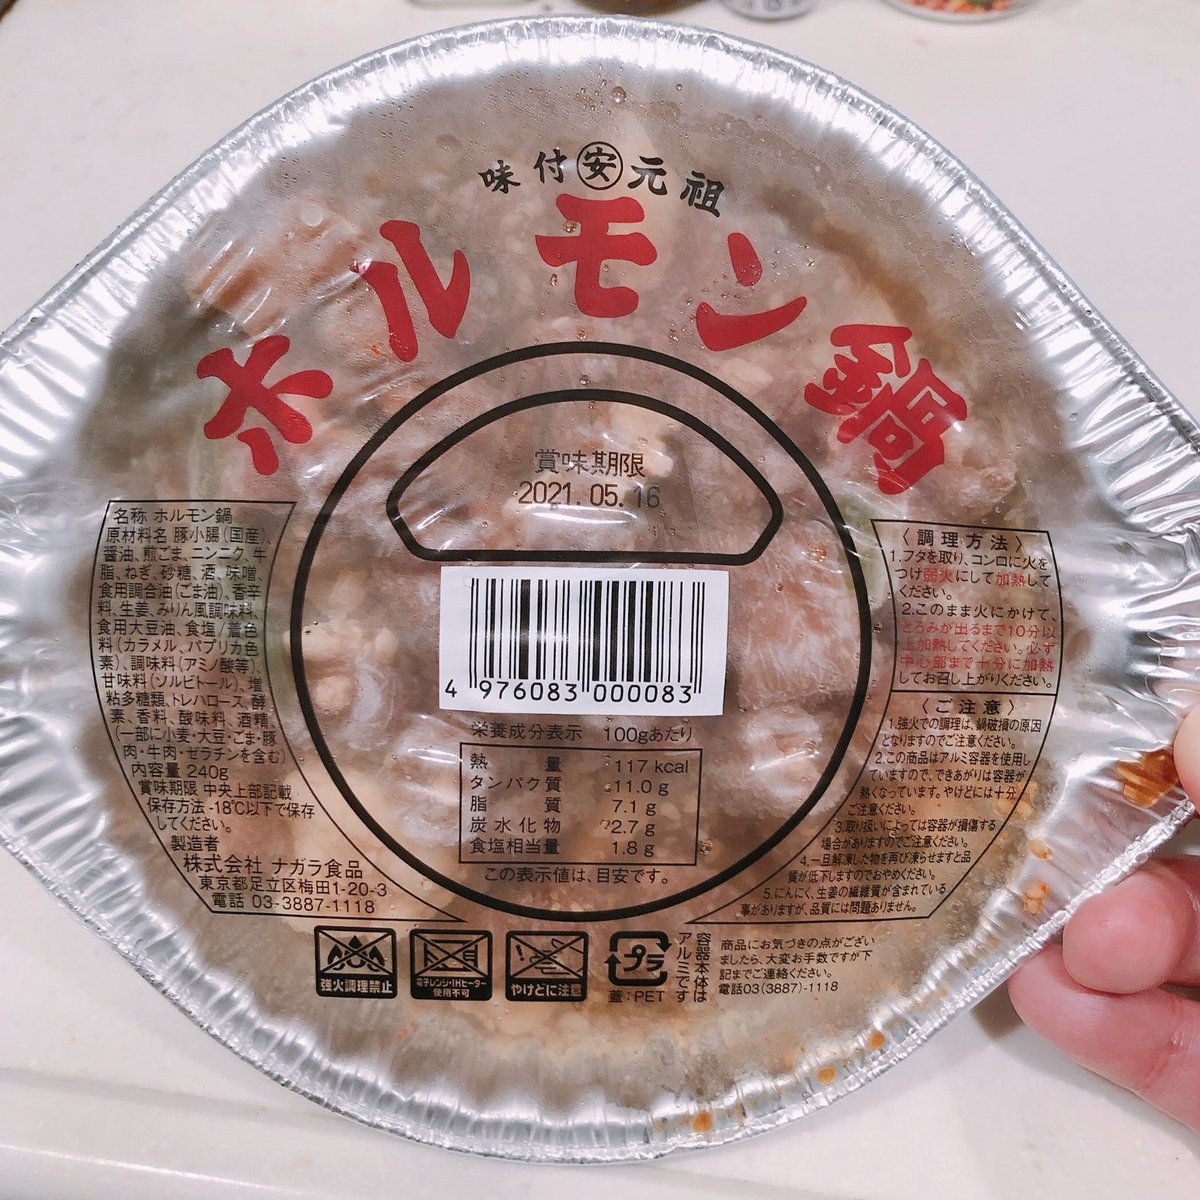 味付安元祖
ホルモン鍋
賞味期限
2021.05.16
名称 ホルモン鍋
原材料名 豚小腸(国産)、
醤油、煎ごま、ニンニク、牛
脂、ねぎ、砂糖、酒、味噌、
食用調合油(ごま油)、香辛
料、生姜、みりん風調味料、
食用大豆油、食塩/着色
料(カラメル、パプリカ色
素)、調味料(アミノ酸等)、
甘味料(ソルビトール)、増
粘多糖類、トレハロース、酵
素、香料、酸味料、酒精、
(一部に小麦・大豆・ごま・豚
肉・牛肉・ゼラチンを含む)
内容量 240g
賞味期限 中央上部記載
保存方法 -18℃以下で保存
してください。
製造者
株式会社 ナガラ食品
東京都足立区梅田1-20-3
電話 03-3887-1118
4 976083 000083
栄養成分表示 100gあたり
熱量 117 kcal
タンパク質 11.0 g
脂質 7.1 g
炭水化物 2.7 g
食塩相当量 1.8 g
この表示値は、目安です。
〈調理方法〉
1.フタを取り、コンロに火を
つけ弱火にして加熱して
ください。
2.このまま火にかけて、
とろみが出るまで10分以
上加熱してください。必ず
中心部まで十分に加熱
してお召し上がりください。
〈ご注意〉
1.強火での調理は、鍋破損の原因
となりますのでご注意ください。
2.この商品はアルミ容器を使用し
ていますので、できあがりは容器が
熱くなっています。やけどには十分
ご注意ください。
3.取り扱いによっては容器が損傷する
場合がありますのでご注意ください。
4.一旦解凍した物を再び凍らせますと品
質が低下しますのでおやめください。
5.にんにく、生姜の繊維質が含まれている
事がありますが、品質には問題ありません。
強火調理禁止
電子レンジ・IHヒーター
使用不可
やけどに注意
プラ
蓋:PET
容器本体は
アルミです
商品にお気づきの点がござい
ましたら、大変お手数ですが下
記までご連絡ください。
電話03(3887)-1118